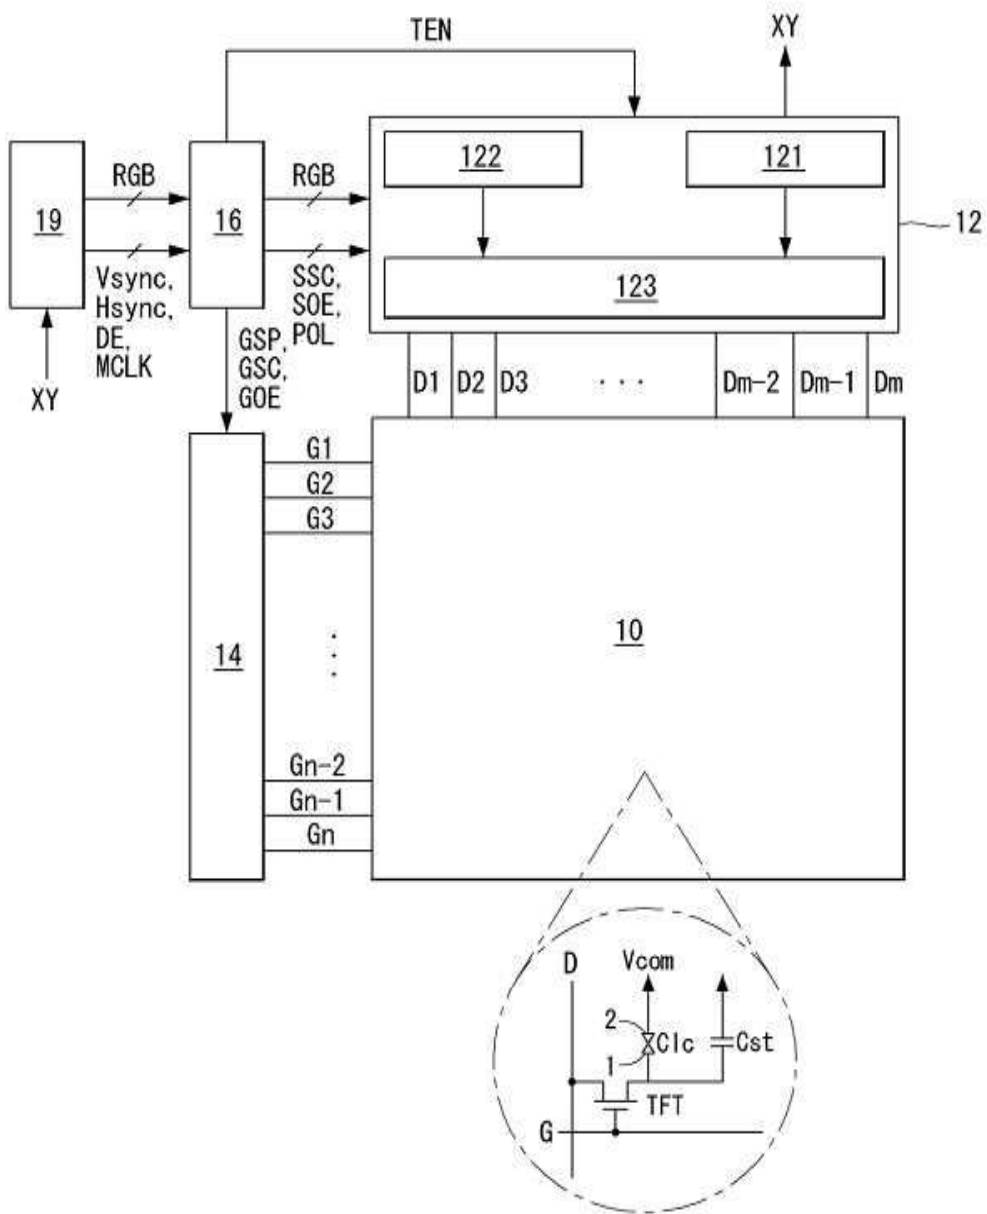 TEN
XY
122
121
RGB
RGB
19
16
12
123
Vsync,
Hsync,
DE,
MCLK
SSC,
SOE,
POL
GSP,
GSC,
GOE
XY
D1 D2 D3 ··· Dm-2 Dm-1 Dm
G1
G2
G3
10
14
Gn-2
Gn-1
Gn
D
Vcom
2
Clc
Cst
1
TFT
G